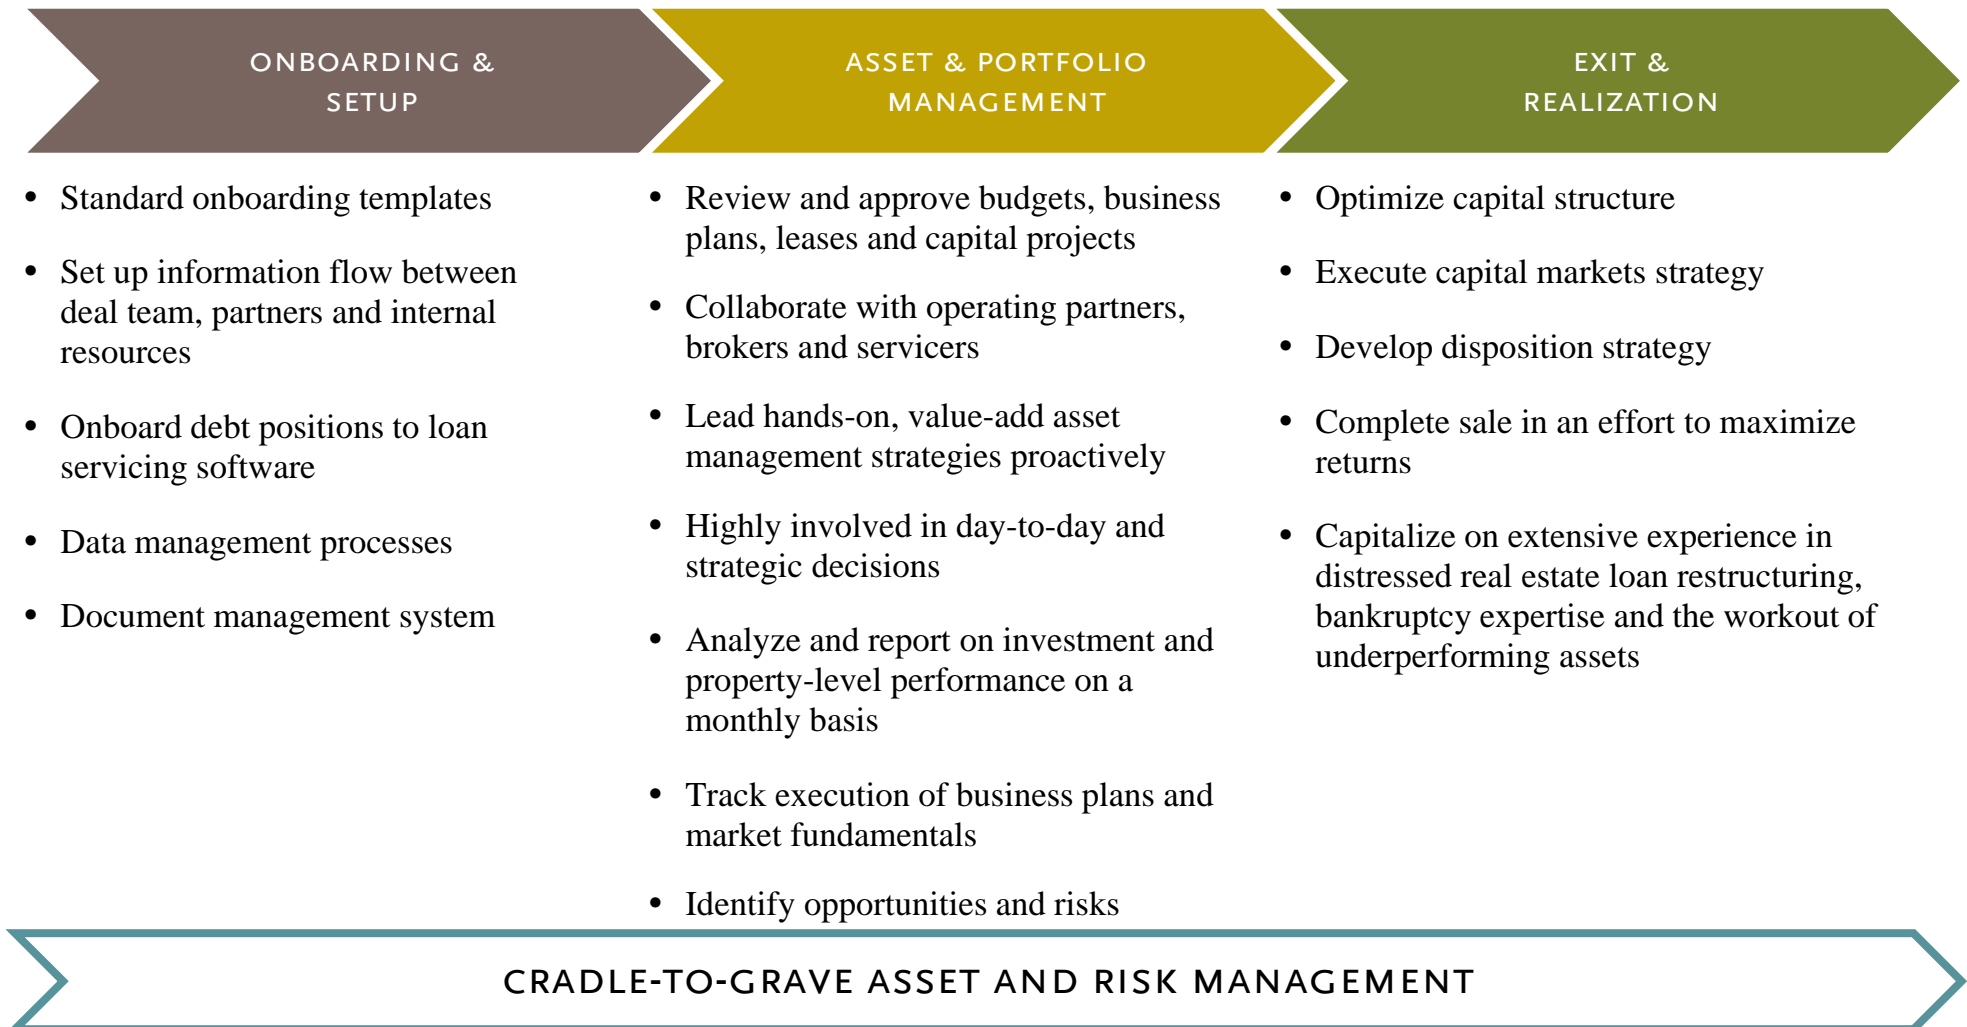 ONBOARDING &
SETUP
ASSET & PORTFOLIO
MANAGEMENT
EXIT &
REALIZATION
• Standard onboarding templates
• Set up information flow between
deal team, partners and internal
resources
• Onboard debt positions to loan
servicing software
• Data management processes
• Document management system
• Review and approve budgets, business
plans, leases and capital projects
• Collaborate with operating partners,
brokers and servicers
• Lead hands-on, value-add asset
management strategies proactively
• Highly involved in day-to-day and
strategic decisions
• Analyze and report on investment and
property-level performance on a
monthly basis
• Track execution of business plans and
market fundamentals
• Identify opportunities and risks
• Optimize capital structure
• Execute capital markets strategy
• Develop disposition strategy
• Complete sale in an effort to maximize
returns
• Capitalize on extensive experience in
distressed real estate loan restructuring,
bankruptcy expertise and the workout of
underperforming assets
CRADLE-TO-GRAVE ASSET AND RISK MANAGEMENT